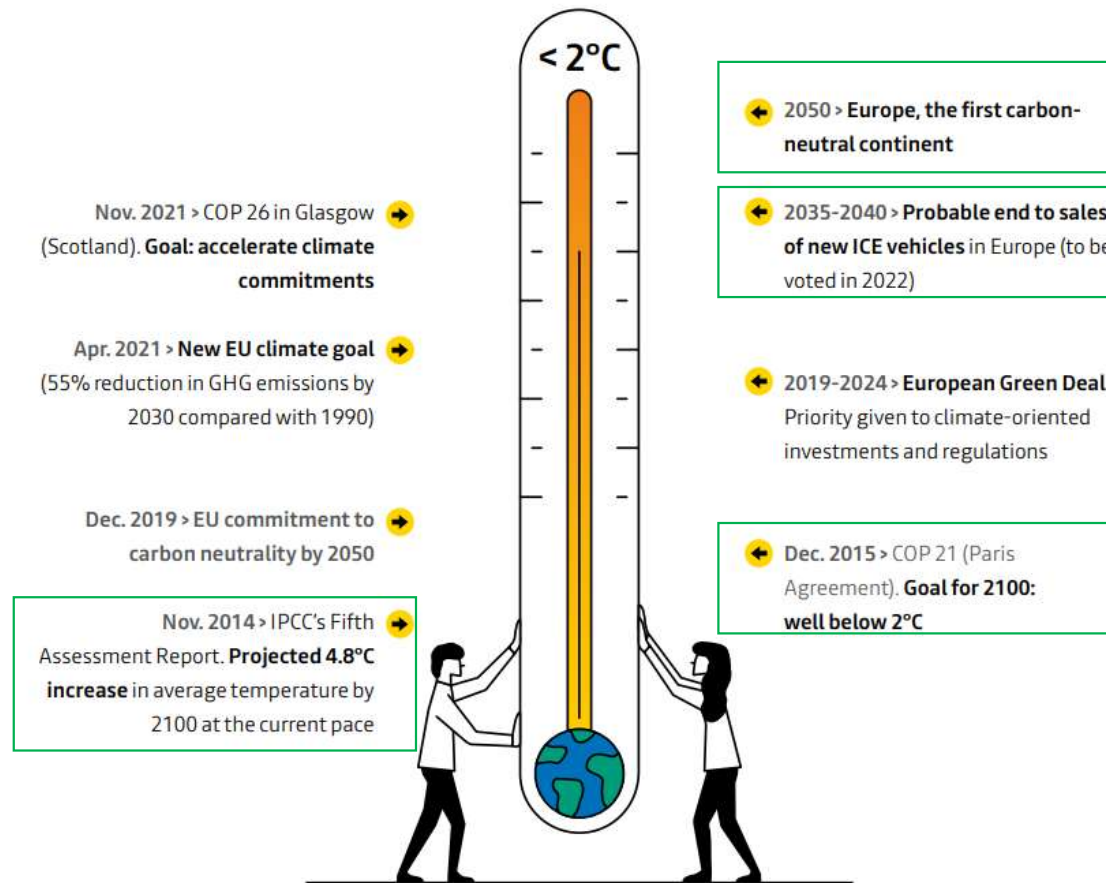 < 2°C
Nov. 2021 > COP 26 in Glasgow
(Scotland). Goal: accelerate climate
commitments
Apr. 2021 > New EU climate goal
(55% reduction in GHG emissions by
2030 compared with 1990)
Dec. 2019 > EU commitment to
carbon neutrality by 2050
Nov. 2014 > IPCC's Fifth
Assessment Report. Projected 4.8°C
increase in average temperature by
2100 at the current pace
2050 > Europe, the first carbon-
neutral continent
2035-2040 > Probable end to sales
of new ICE vehicles in Europe (to be
voted in 2022)
2019-2024 > European Green Deal
Priority given to climate-oriented
investments and regulations
Dec. 2015 > COP 21 (Paris
Agreement). Goal for 2100:
well below 2°C